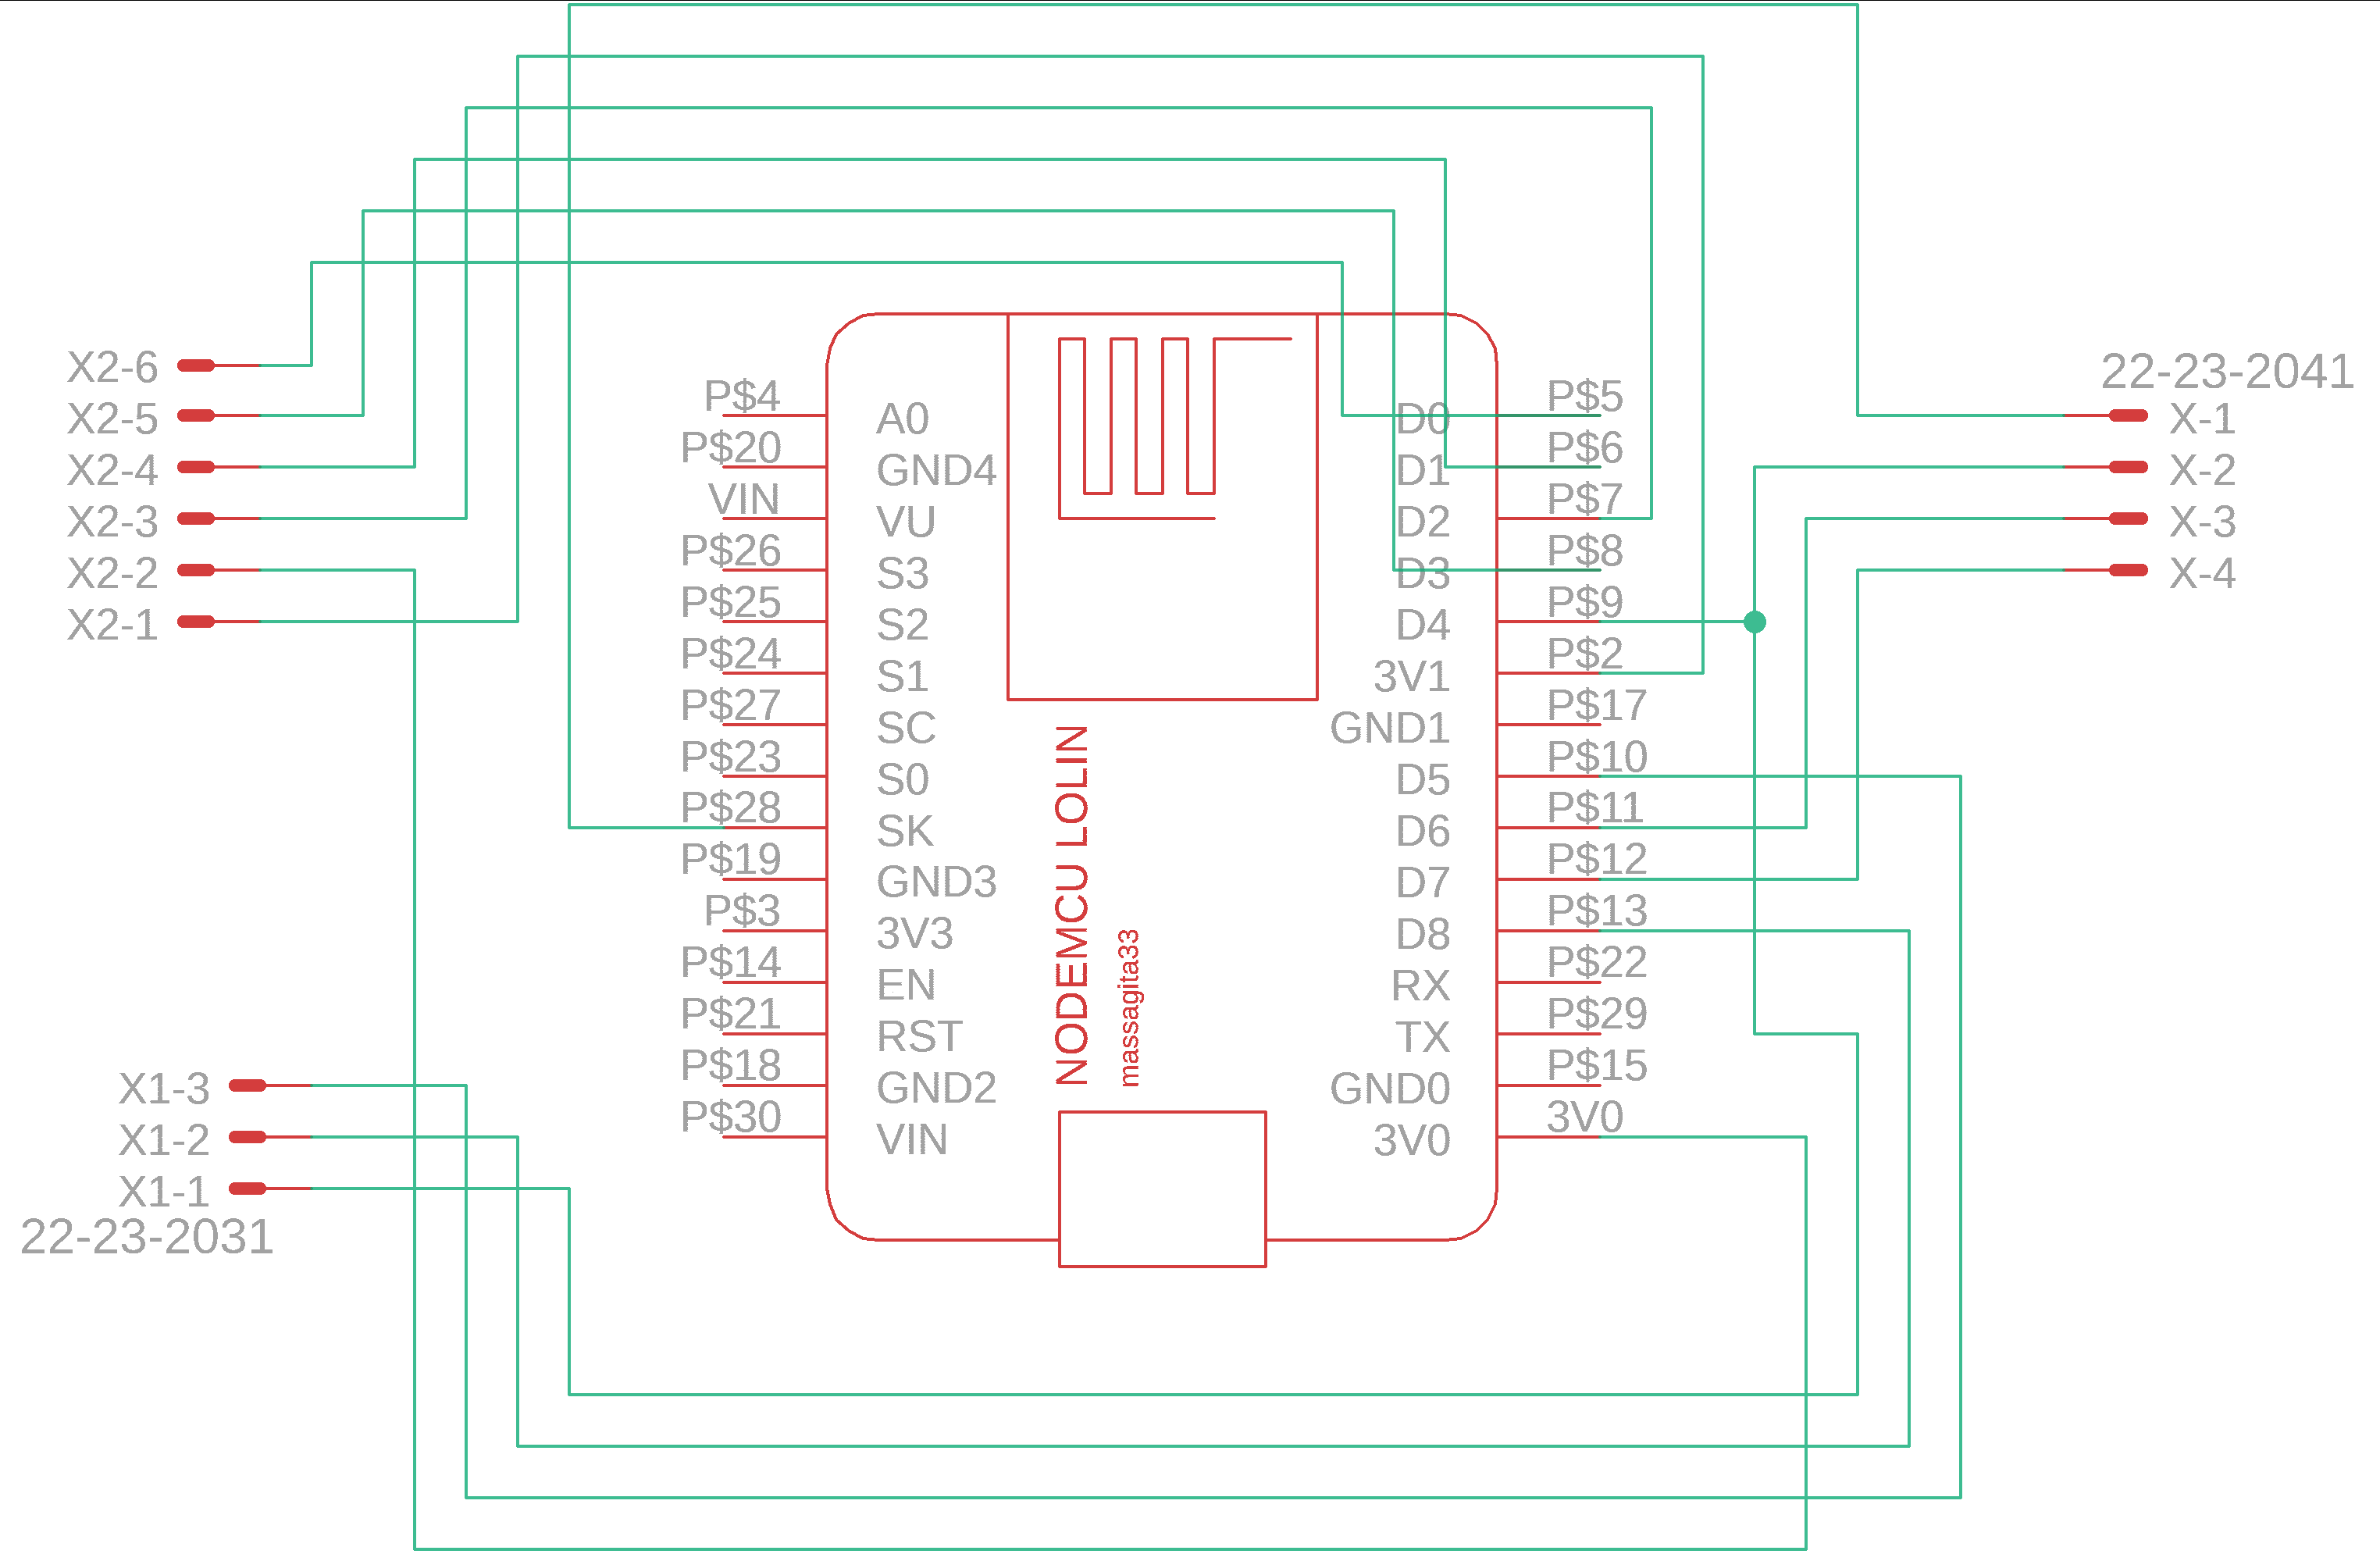 X2-6
X2-5
X2-4
X2-3
X2-2
X2-1
X1-3
X1-2
X1-1
22-23-2031
P$4
P$20
VIN
P$26
P$25
P$24
P$27
P$23
P$28
P$19
P$3
P$14
P$21
P$18
P$30
A0
GND4
VU
S3
S2
S1
SC
S0
SK
GND3
3V3
EN
RST
GND2
VIN
NODEMCU LOLIN
massagita33
D0
D1
D2
D3
D4
3V1
GND1
D5
D6
D7
D8
RX
TX
GND0
3V0
P$5
P$6
P$7
P$8
P$9
P$2
P$17
P$10
P$11
P$12
P$13
P$22
P$29
P$15
3V0
22-23-2041
X-1
X-2
X-3
X-4